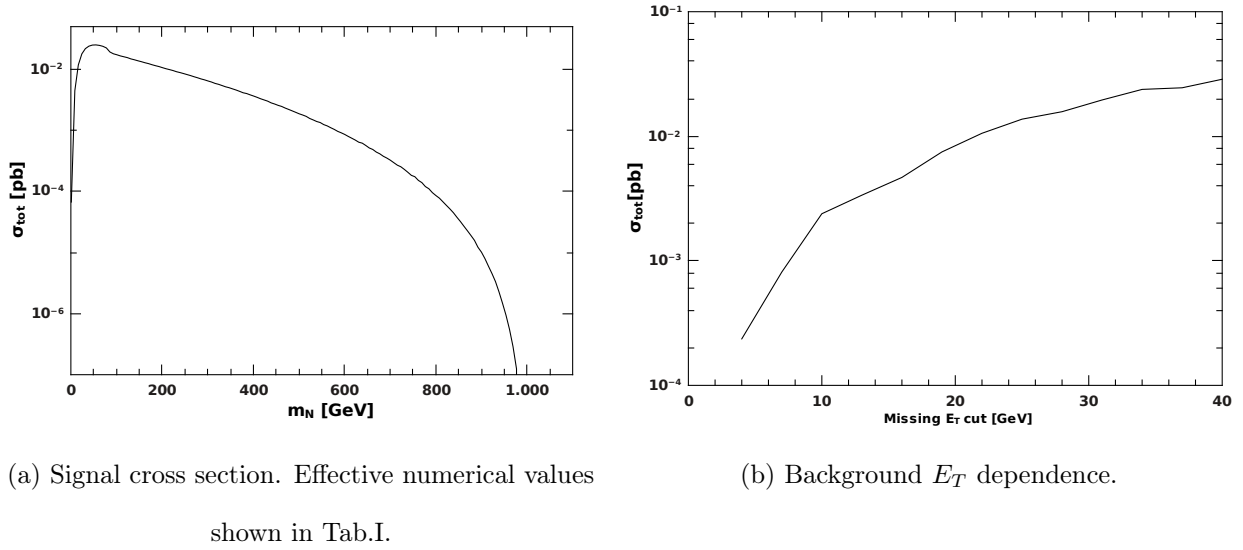 10⁻²
10⁻⁴
10⁻⁶
σtot [pb]
0 200 400 600 800 1.000
mN [GeV]
10⁻¹
10⁻²
10⁻³
10⁻⁴
σtot[pb]
0 10 20 30 40
Missing ET cut [GeV]
(a) Signal cross section. Effective numerical values
shown in Tab.I.
(b) Background ET dependence.